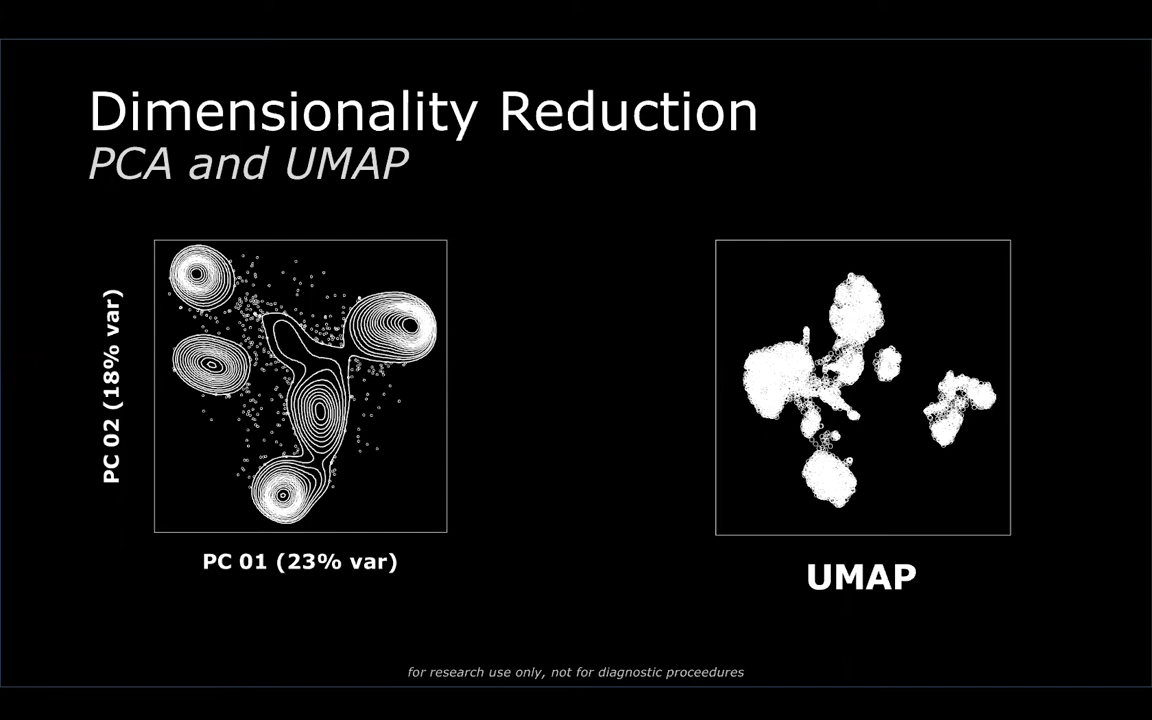 Dimensionality Reduction
PCA and UMAP
PC 02 (18% var)
PC 01 (23% var)
UMAP
for research use only, not for diagnostic proceedures